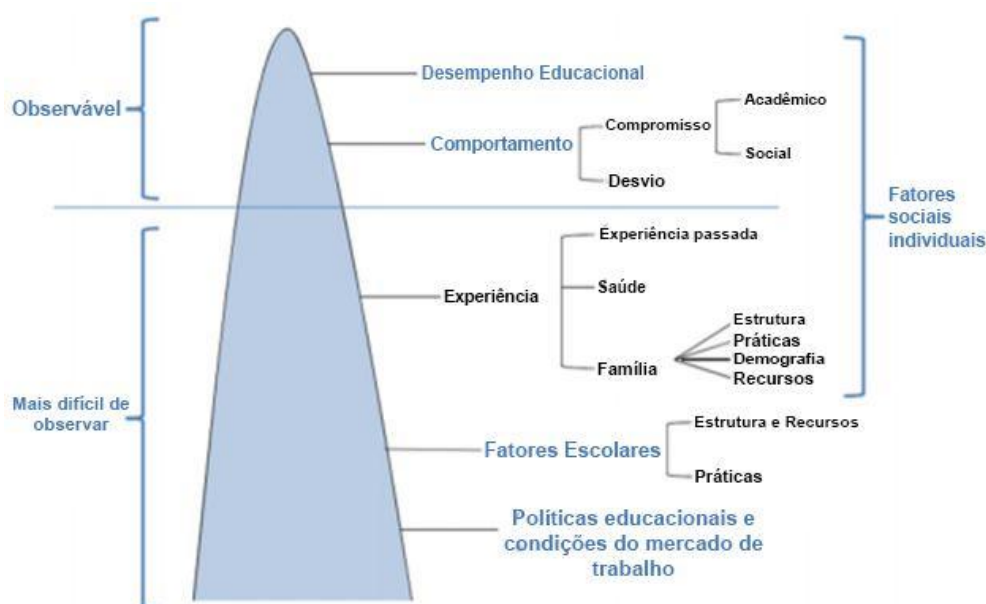 Observável
Desempenho Educacional
Comportamento
Compromisso
Acadêmico
Social
Desvio
Fatores
sociais
individuais
Mais difícil de
observar
Experiência
Experiência passada
Saúde
Família
Estrutura
Práticas
Demografia
Recursos
Fatores Escolares
Estrutura e Recursos
Práticas
Políticas educacionais e
condições do mercado de
trabalho